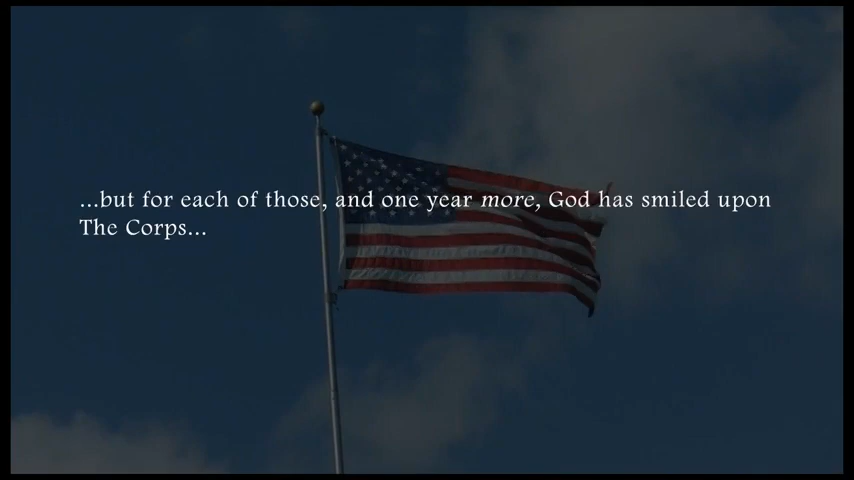 ...but for each of those, and one year more, God has smiled upon
The Corps...